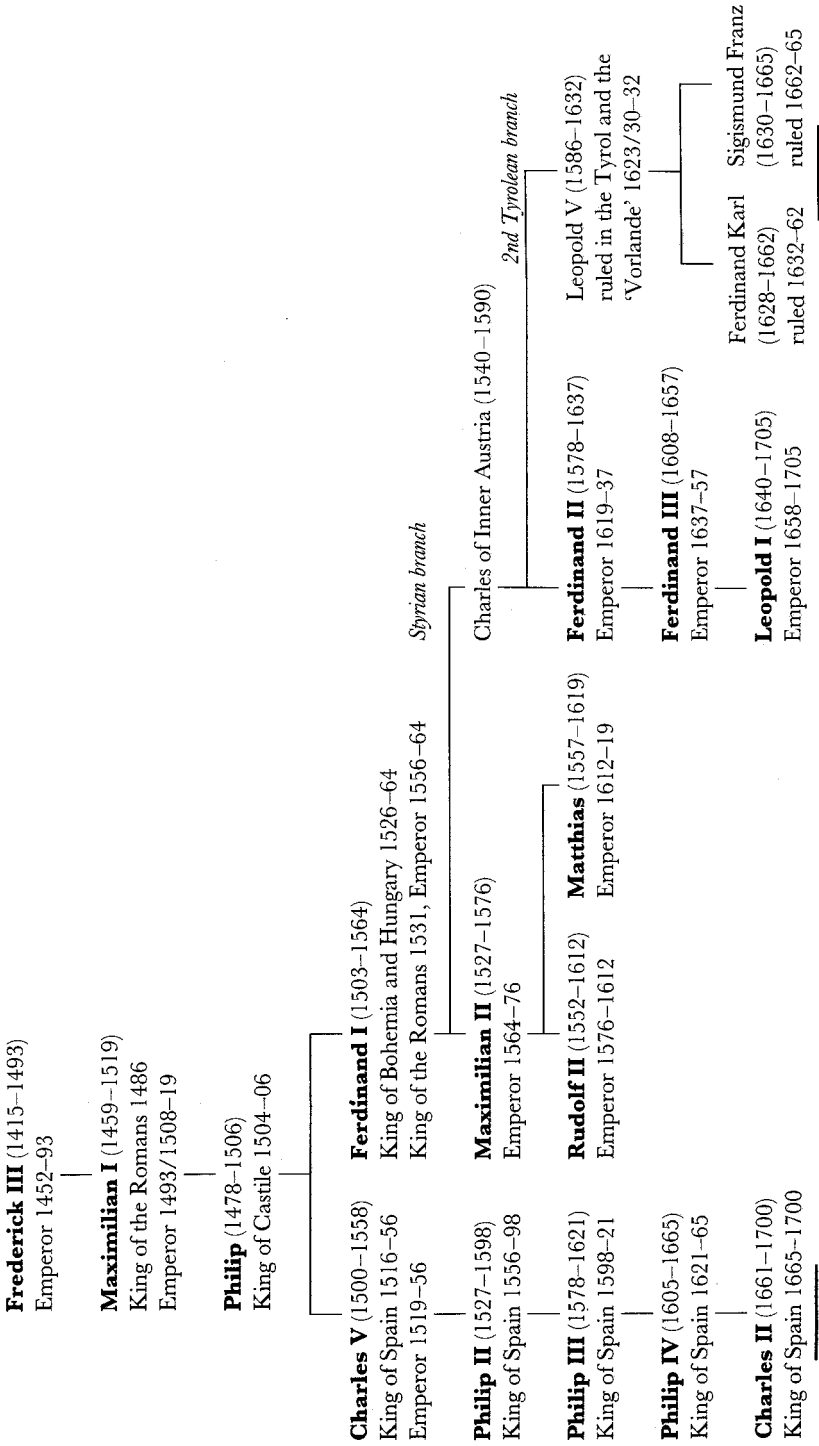 Frederick III (1415–1493)
Emperor 1452–93
Maximilian I (1459–1519)
King of the Romans 1486
Emperor 1493/1508–19
Philip (1478–1506)
King of Castile 1504–06
Charles V (1500–1558)
King of Spain 1516–56
Emperor 1519–56
Ferdinand I (1503–1564)
King of Bohemia and Hungary 1526–64
King of the Romans 1531, Emperor 1556–64
Styrian branch
Philip II (1527–1598)
King of Spain 1556–98
Maximilian II (1527–1576)
Emperor 1564–76
Charles of Inner Austria (1540–1590)
2nd Tyrolean branch
Philip III (1578–1621)
King of Spain 1598–21
Rudolf II (1552–1612)
Emperor 1576–1612
Matthias (1557–1619)
Emperor 1612–19
Ferdinand II (1578–1637)
Emperor 1619–37
Leopold V (1586–1632)
ruled in the Tyrol and the
‘Vorlande’ 1623/30–32
Philip IV (1605–1665)
King of Spain 1621–65
Ferdinand III (1608–1657)
Emperor 1637–57
Charles II (1661–1700)
King of Spain 1665–1700
Leopold I (1640–1705)
Emperor 1658–1705
Ferdinand Karl
(1628–1662)
ruled 1632–62
Sigismund Franz
(1630–1665)
ruled 1662–65